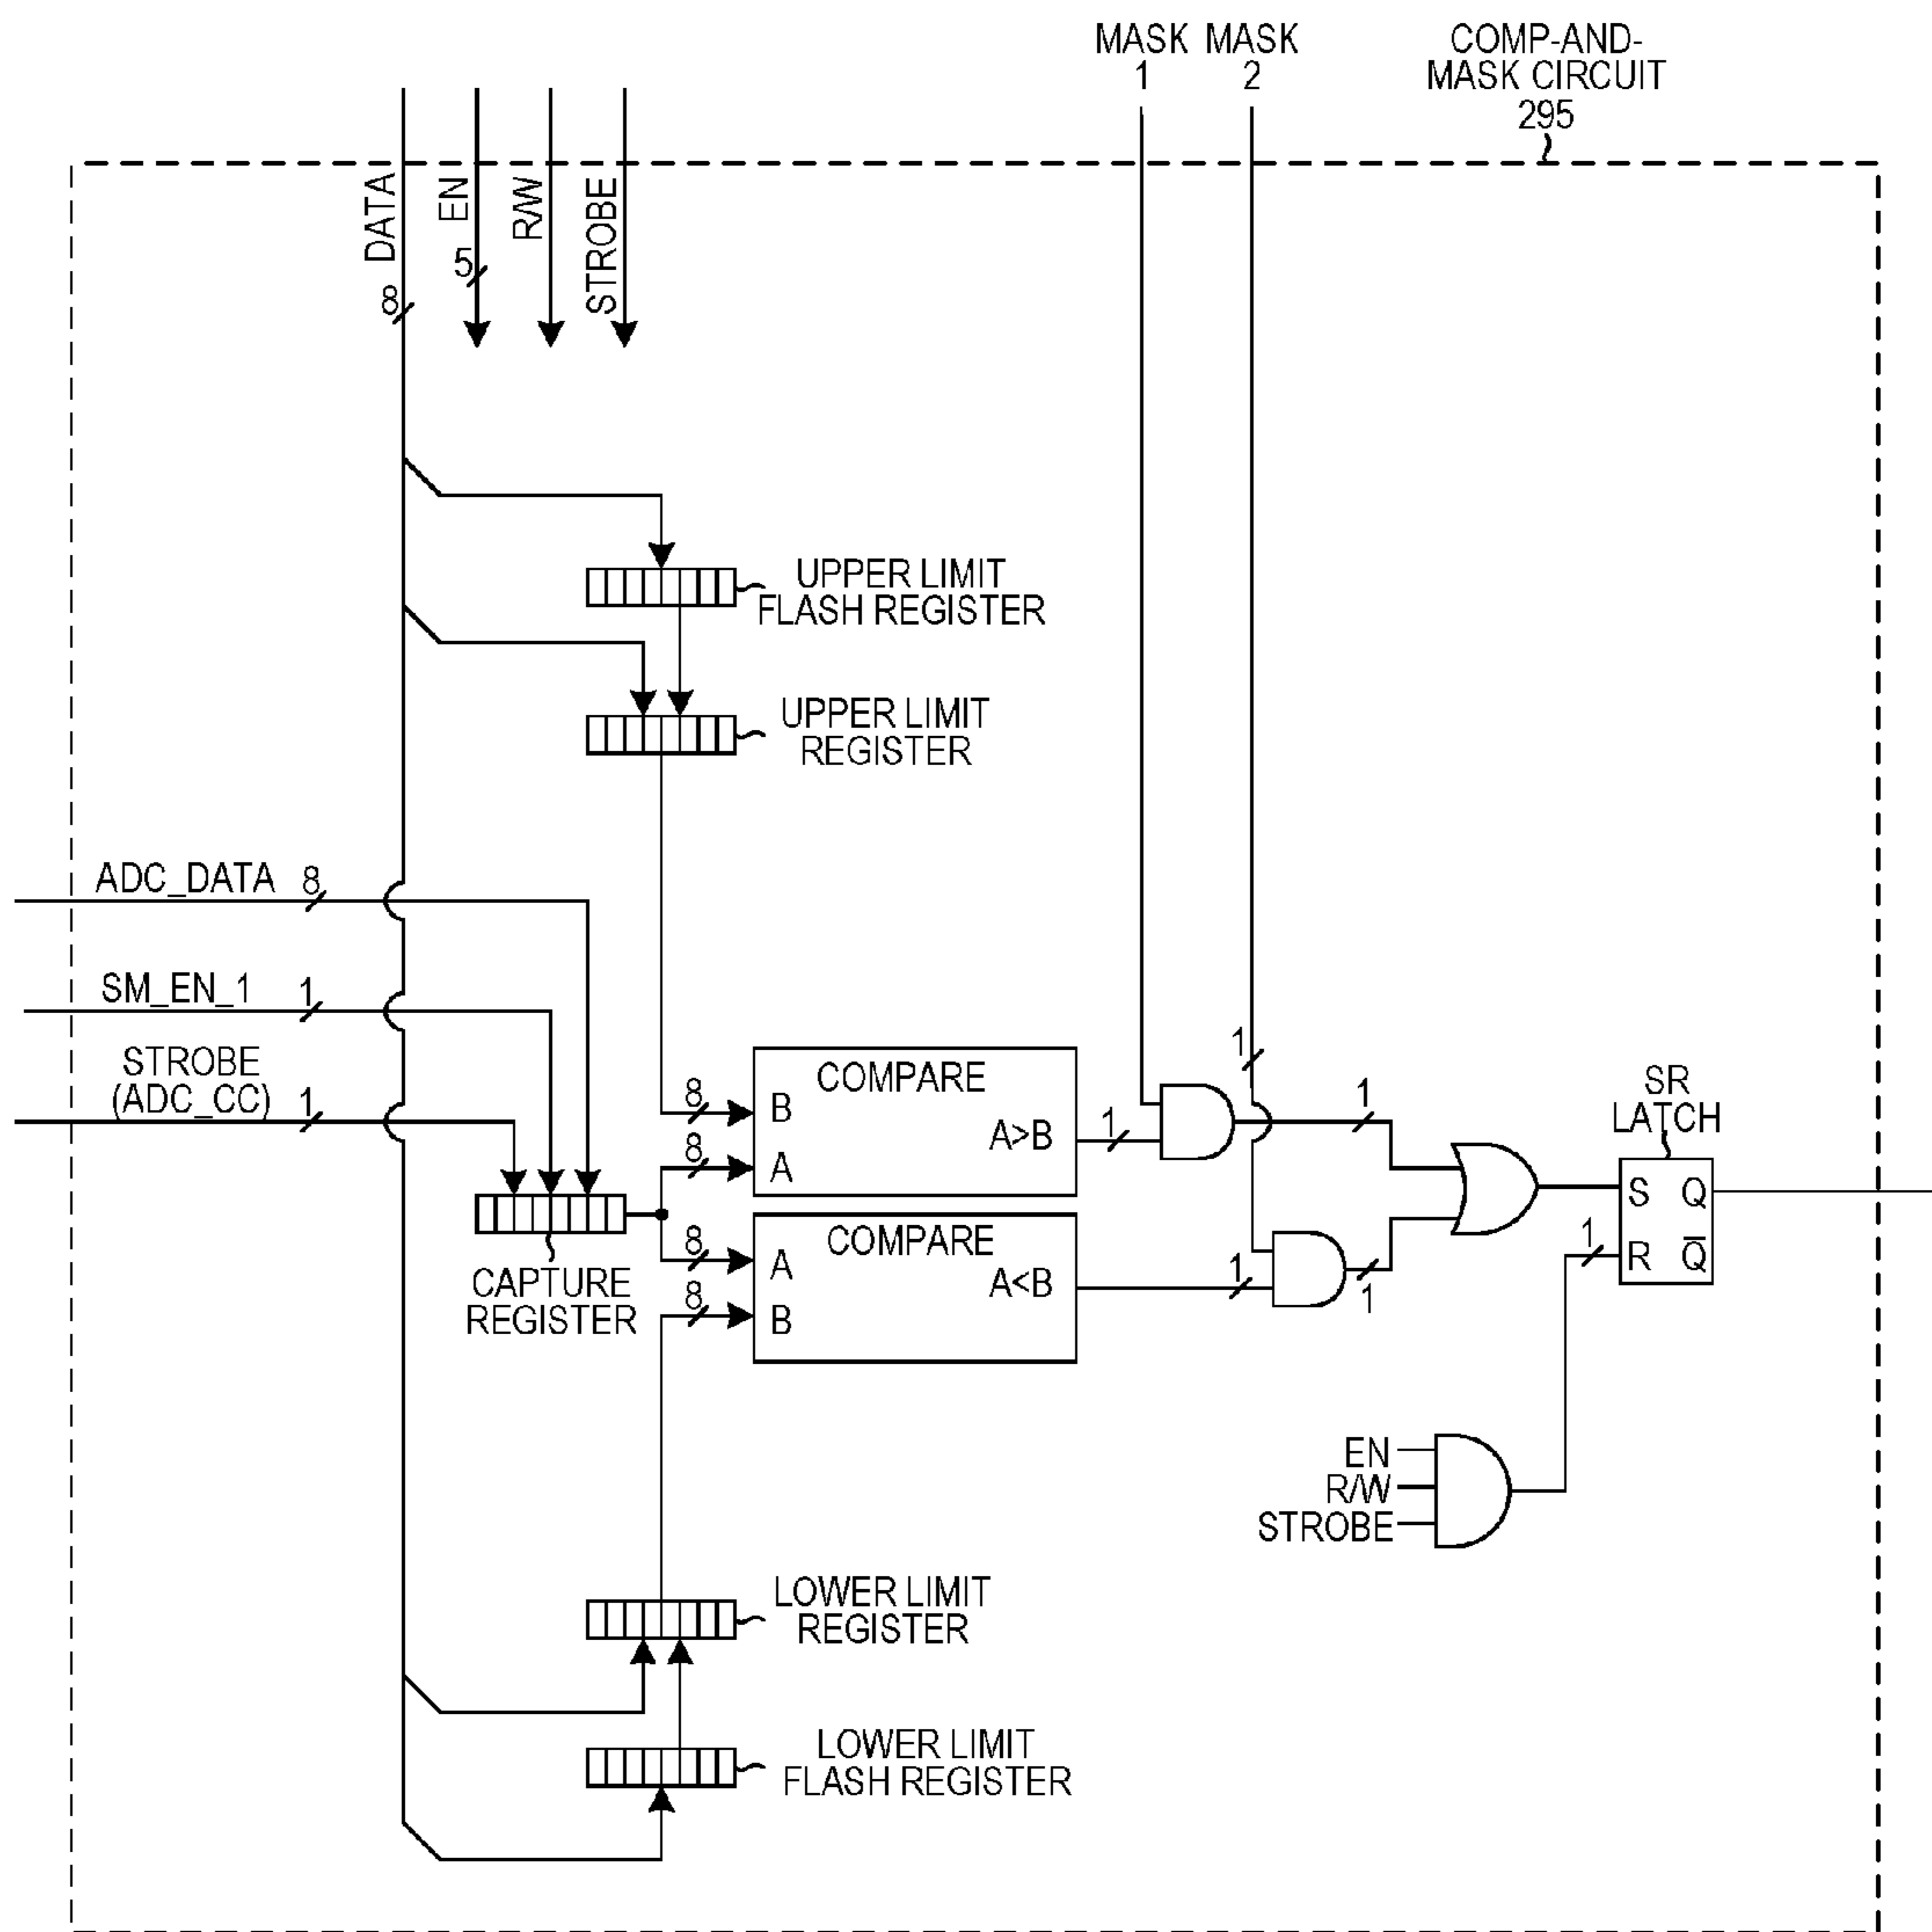 MASK MASK
1 2
COMP-AND-
MASK CIRCUIT
295
DATA
8
EN
5
R/W
STROBE
UPPER LIMIT
FLASH REGISTER
UPPER LIMIT
REGISTER
ADC_DATA 8
SM_EN_1 1
STROBE
(ADC_CC) 1
CAPTURE
REGISTER
8
8
8
8
COMPARE
B
A
A>B
COMPARE
A
B
A<B
1
1
1
1
1
SR
LATCH
S Q
R Q̅
1
EN
R/W
STROBE
LOWER LIMIT
REGISTER
LOWER LIMIT
FLASH REGISTER